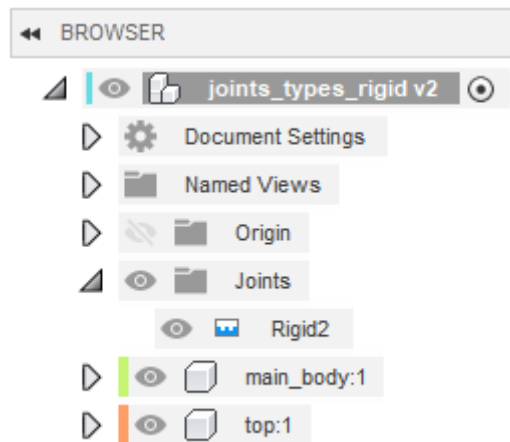 BROWSER
joints_types_rigid v2
Document Settings
Named Views
Origin
Joints
Rigid2
main_body:1
top:1